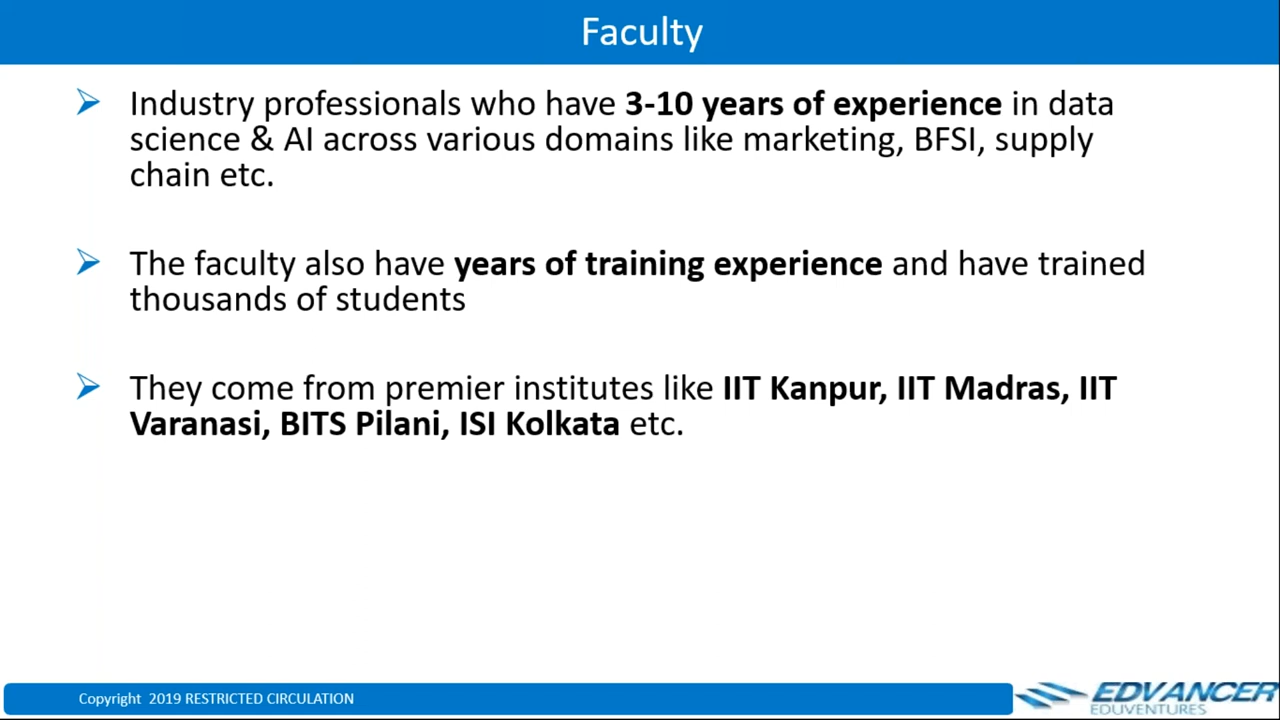 Faculty
Industry professionals who have 3-10 years of experience in data
science & AI across various domains like marketing, BFSI, supply
chain etc.
The faculty also have years of training experience and have trained
thousands of students
They come from premier institutes like IIT Kanpur, IIT Madras, IIT
Varanasi, BITS Pilani, ISI Kolkata etc.
Copyright 2019 RESTRICTED CIRCULATION
EDVANCER
EDUVENTURES